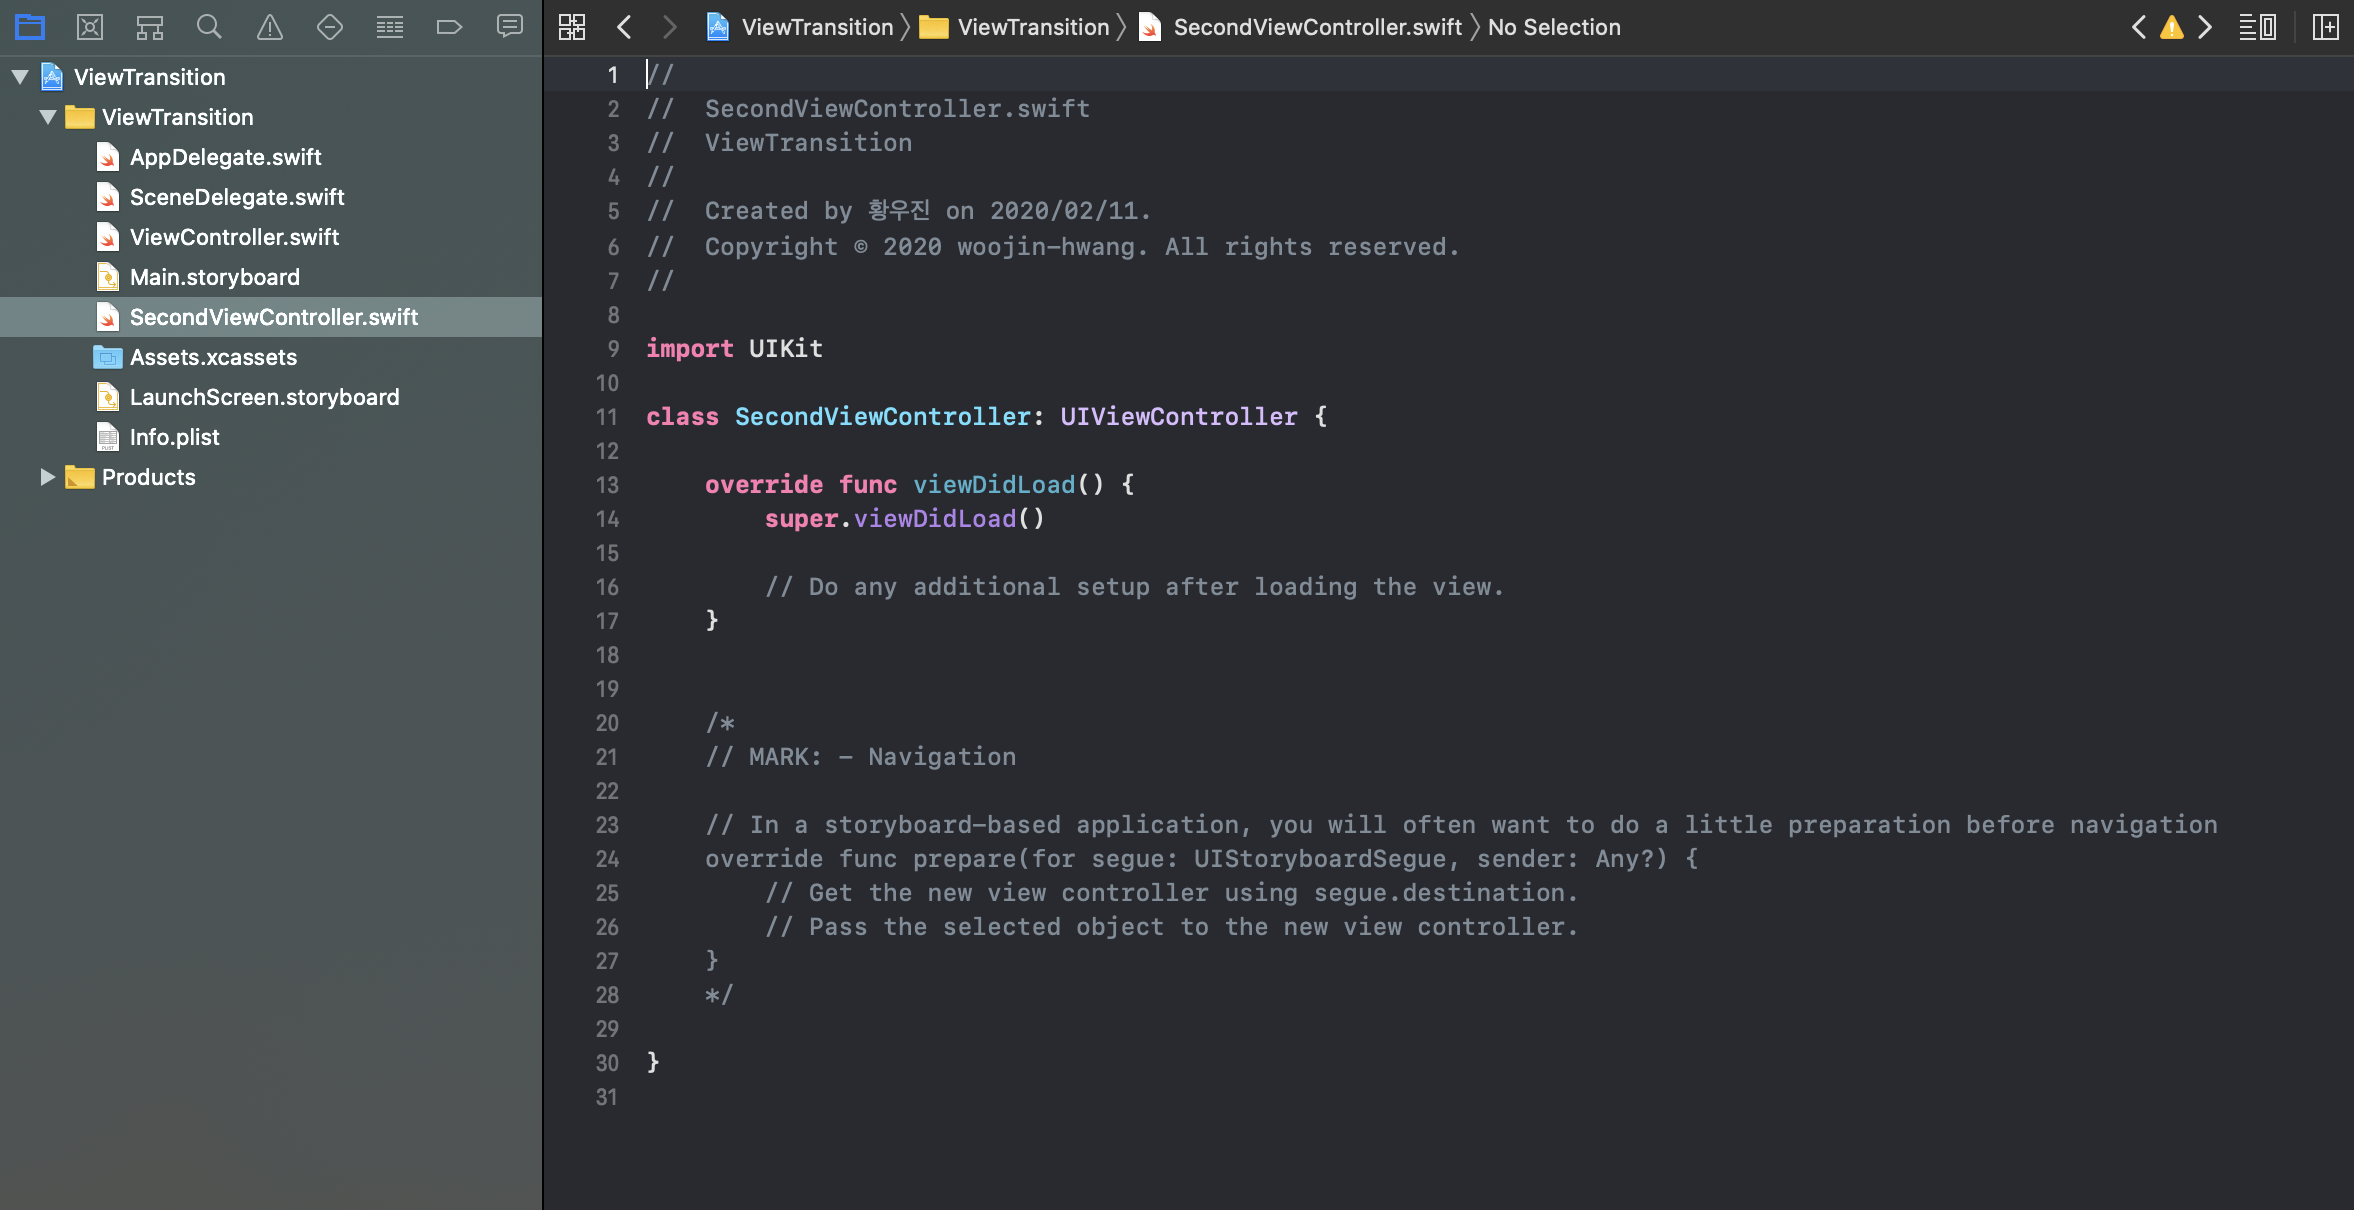 ViewTransition
ViewTransition
AppDelegate.swift
SceneDelegate.swift
ViewController.swift
Main.storyboard
SecondViewController.swift
Assets.xcassets
LaunchScreen.storyboard
Info.plist
Products
ViewTransition 〉 ViewTransition 〉 SecondViewController.swift 〉 No Selection
1 //
2 //  SecondViewController.swift
3 //  ViewTransition
4 //
5 //  Created by 황우진 on 2020/02/11.
6 //  Copyright © 2020 woojin-hwang. All rights reserved.
7 //
8
9 import UIKit
10
11 class SecondViewController: UIViewController {
12
13     override func viewDidLoad() {
14         super.viewDidLoad()
15
16         // Do any additional setup after loading the view.
17     }
18
19
20     /*
21     // MARK: - Navigation
22
23     // In a storyboard-based application, you will often want to do a little preparation before navigation
24     override func prepare(for segue: UIStoryboardSegue, sender: Any?) {
25         // Get the new view controller using segue.destination.
26         // Pass the selected object to the new view controller.
27     }
28     */
29
30 }
31